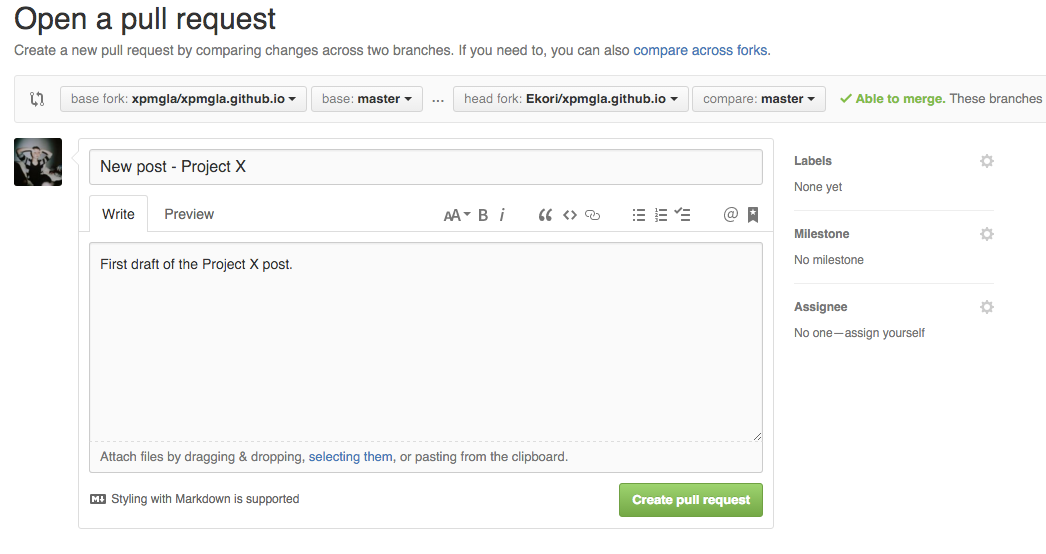 Open a pull request
Create a new pull request by comparing changes across two branches. If you need to, you can also compare across forks.
base fork: xpmgla/xpmgla.github.io base: master ... head fork: Ekori/xpmgla.github.io compare: master Able to merge. These branches
New post - Project X
Write Preview AA B i @
First draft of the Project X post.
Attach files by dragging & dropping, selecting them, or pasting from the clipboard.
Styling with Markdown is supported
Create pull request
Labels
None yet
Milestone
No milestone
Assignee
No one—assign yourself